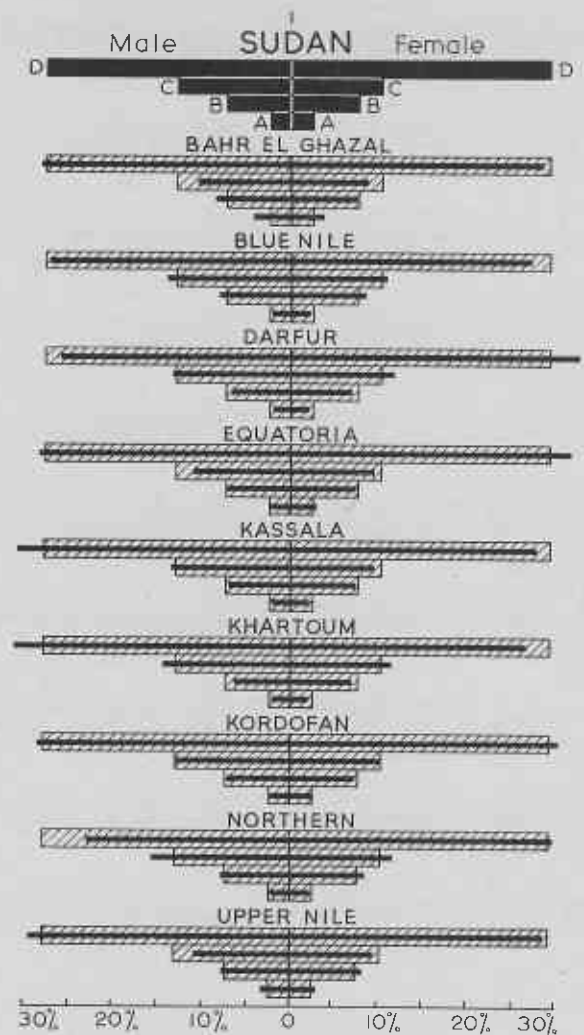 Male SUDAN Female
D D
C C
B B
A A
BAHR EL GHAZAL
BLUE NILE
DARFUR
EQUATORIA
KASSALA
KHARTOUM
KORDOFAN
NORTHERN
UPPER NILE
30% 20% 10% 0 10% 20% 30%